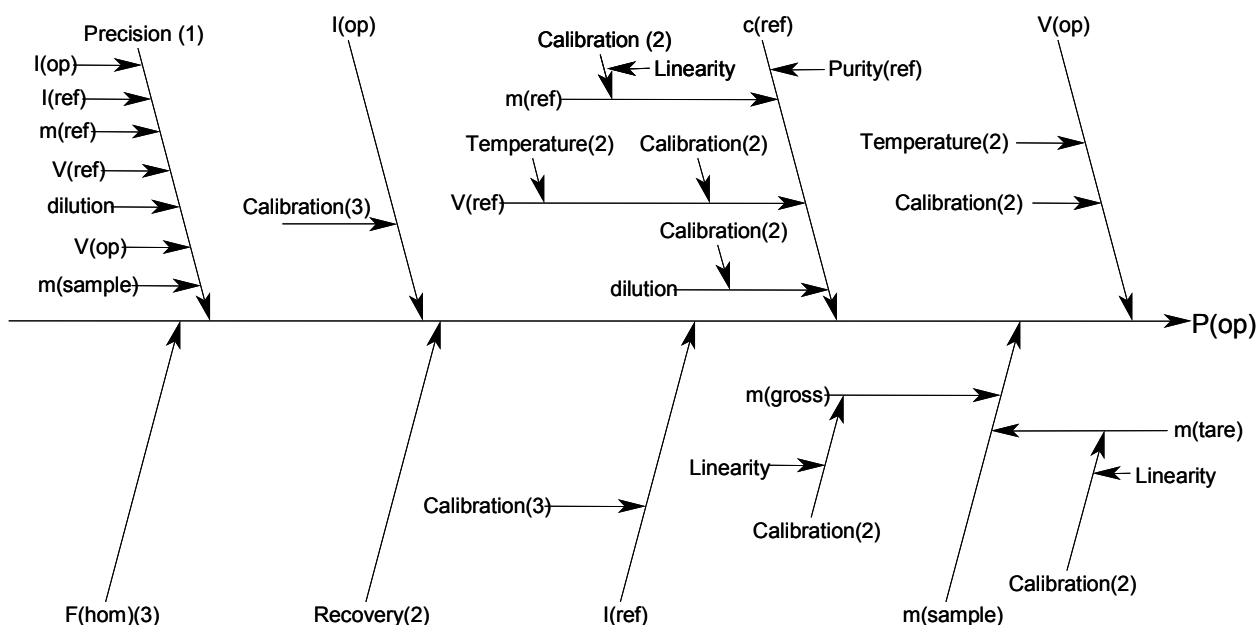 Precision (1)
I(op)
c(ref)
V(op)
I(op)
Calibration (2)
Linearity
Purity(ref)
I(ref)
m(ref)
m(ref)
Temperature(2)
Calibration(2)
Temperature(2)
V(ref)
dilution
Calibration(3)
V(ref)
Calibration(2)
Calibration(2)
V(op)
m(sample)
dilution
P(op)
m(gross)
m(tare)
Linearity
Linearity
Calibration(3)
Calibration(2)
Calibration(2)
F(hom)(3)
Recovery(2)
I(ref)
m(sample)